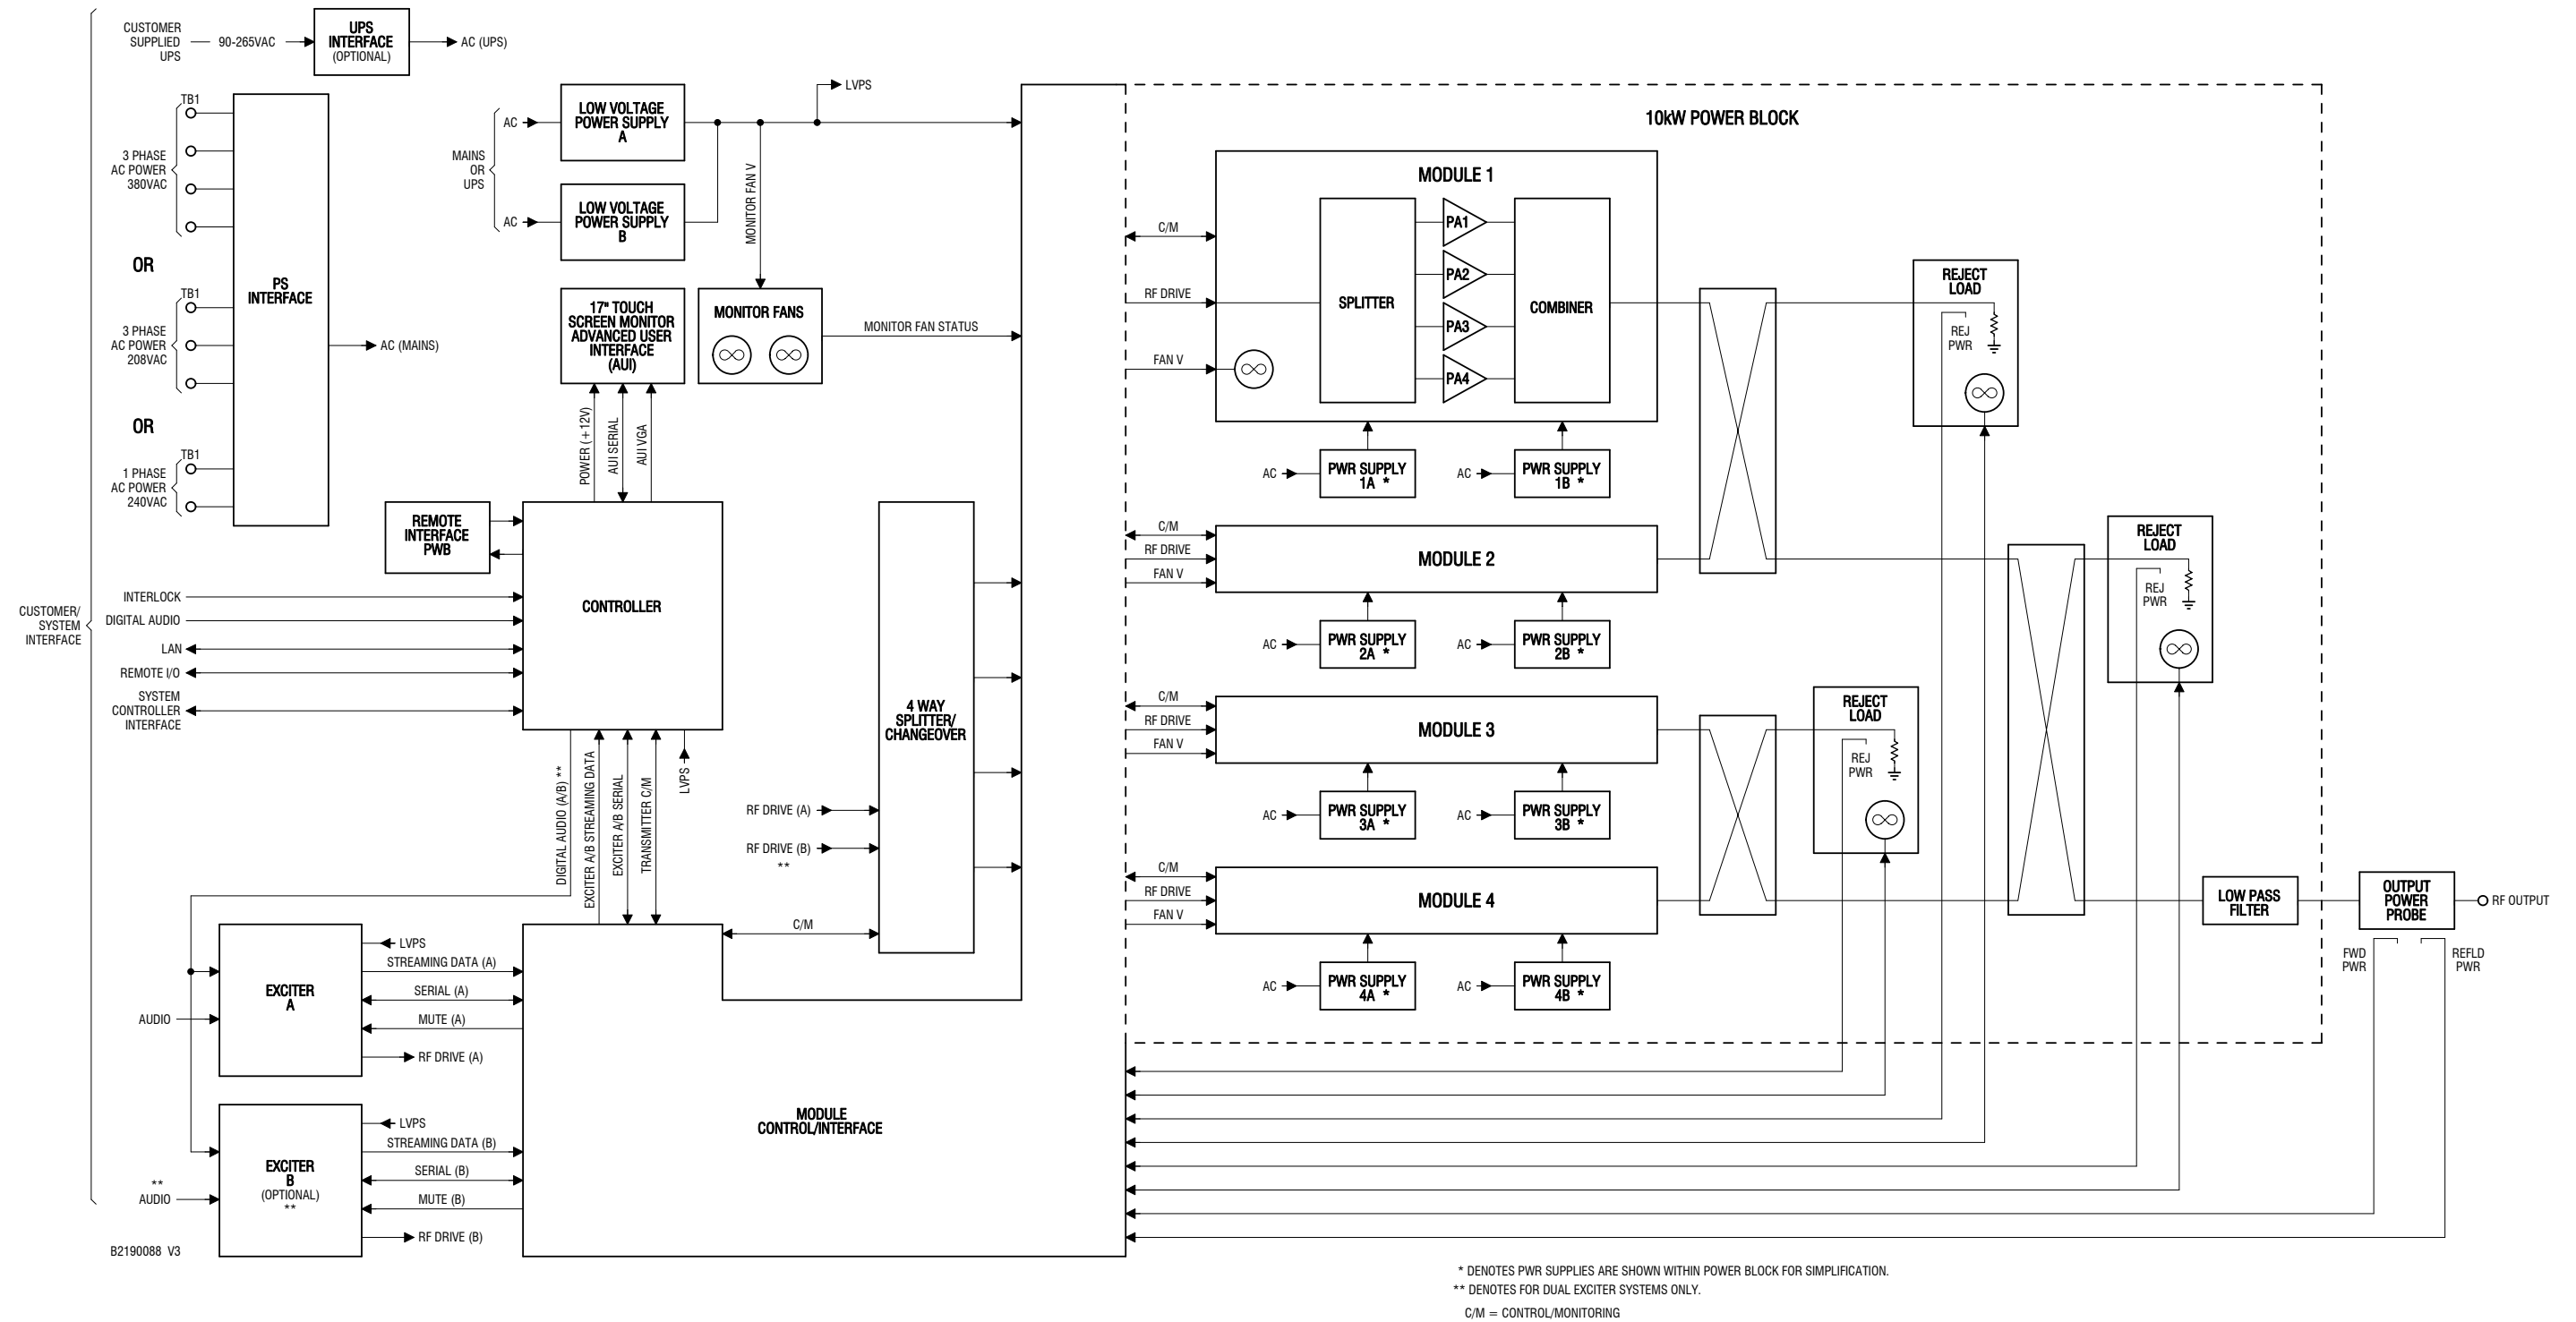 CUSTOMER
SUPPLIED
UPS
90-265VAC
UPS
INTERFACE
(OPTIONAL)
AC (UPS)
TB1
3 PHASE
AC POWER
380VAC
OR
TB1
3 PHASE
AC POWER
208VAC
OR
TB1
1 PHASE
AC POWER
240VAC
PS
INTERFACE
AC (MAINS)
MAINS
OR
UPS
AC
LOW VOLTAGE
POWER SUPPLY
A
AC
LOW VOLTAGE
POWER SUPPLY
B
LVPS
MONITOR FAN V
17" TOUCH
SCREEN MONITOR
ADVANCED USER
INTERFACE
(AUI)
MONITOR FANS
MONITOR FAN STATUS
POWER (+12V)
AUI SERIAL
AUI VGA
REMOTE
INTERFACE
PWB
CONTROLLER
CUSTOMER/
SYSTEM
INTERFACE
INTERLOCK
DIGITAL AUDIO
LAN
REMOTE I/O
SYSTEM
CONTROLLER
INTERFACE
DIGITAL AUDIO (A/B) **
EXCITER A/B STREAMING DATA
EXCITER A/B SERIAL
TRANSMITTER C/M
LVPS
4 WAY
SPLITTER/
CHANGEOVER
RF DRIVE (A)
RF DRIVE (B)
**
C/M
EXCITER
A
AUDIO
LVPS
STREAMING DATA (A)
SERIAL (A)
MUTE (A)
RF DRIVE (A)
EXCITER
B
(OPTIONAL)
**
**
AUDIO
LVPS
STREAMING DATA (B)
SERIAL (B)
MUTE (B)
RF DRIVE (B)
MODULE
CONTROL/INTERFACE
B2190088 V3
10kW POWER BLOCK
MODULE 1
C/M
RF DRIVE
FAN V
SPLITTER
PA1
PA2
PA3
PA4
COMBINER
AC
PWR SUPPLY
1A *
AC
PWR SUPPLY
1B *
C/M
RF DRIVE
FAN V
MODULE 2
AC
PWR SUPPLY
2A *
AC
PWR SUPPLY
2B *
C/M
RF DRIVE
FAN V
MODULE 3
AC
PWR SUPPLY
3A *
AC
PWR SUPPLY
3B *
C/M
RF DRIVE
FAN V
MODULE 4
AC
PWR SUPPLY
4A *
AC
PWR SUPPLY
4B *
REJECT
LOAD
REJ
PWR
REJECT
LOAD
REJ
PWR
REJECT
LOAD
REJ
PWR
LOW PASS
FILTER
OUTPUT
POWER
PROBE
RF OUTPUT
FWD
PWR
REFLD
PWR
* DENOTES PWR SUPPLIES ARE SHOWN WITHIN POWER BLOCK FOR SIMPLIFICATION.
** DENOTES FOR DUAL EXCITER SYSTEMS ONLY.
C/M = CONTROL/MONITORING